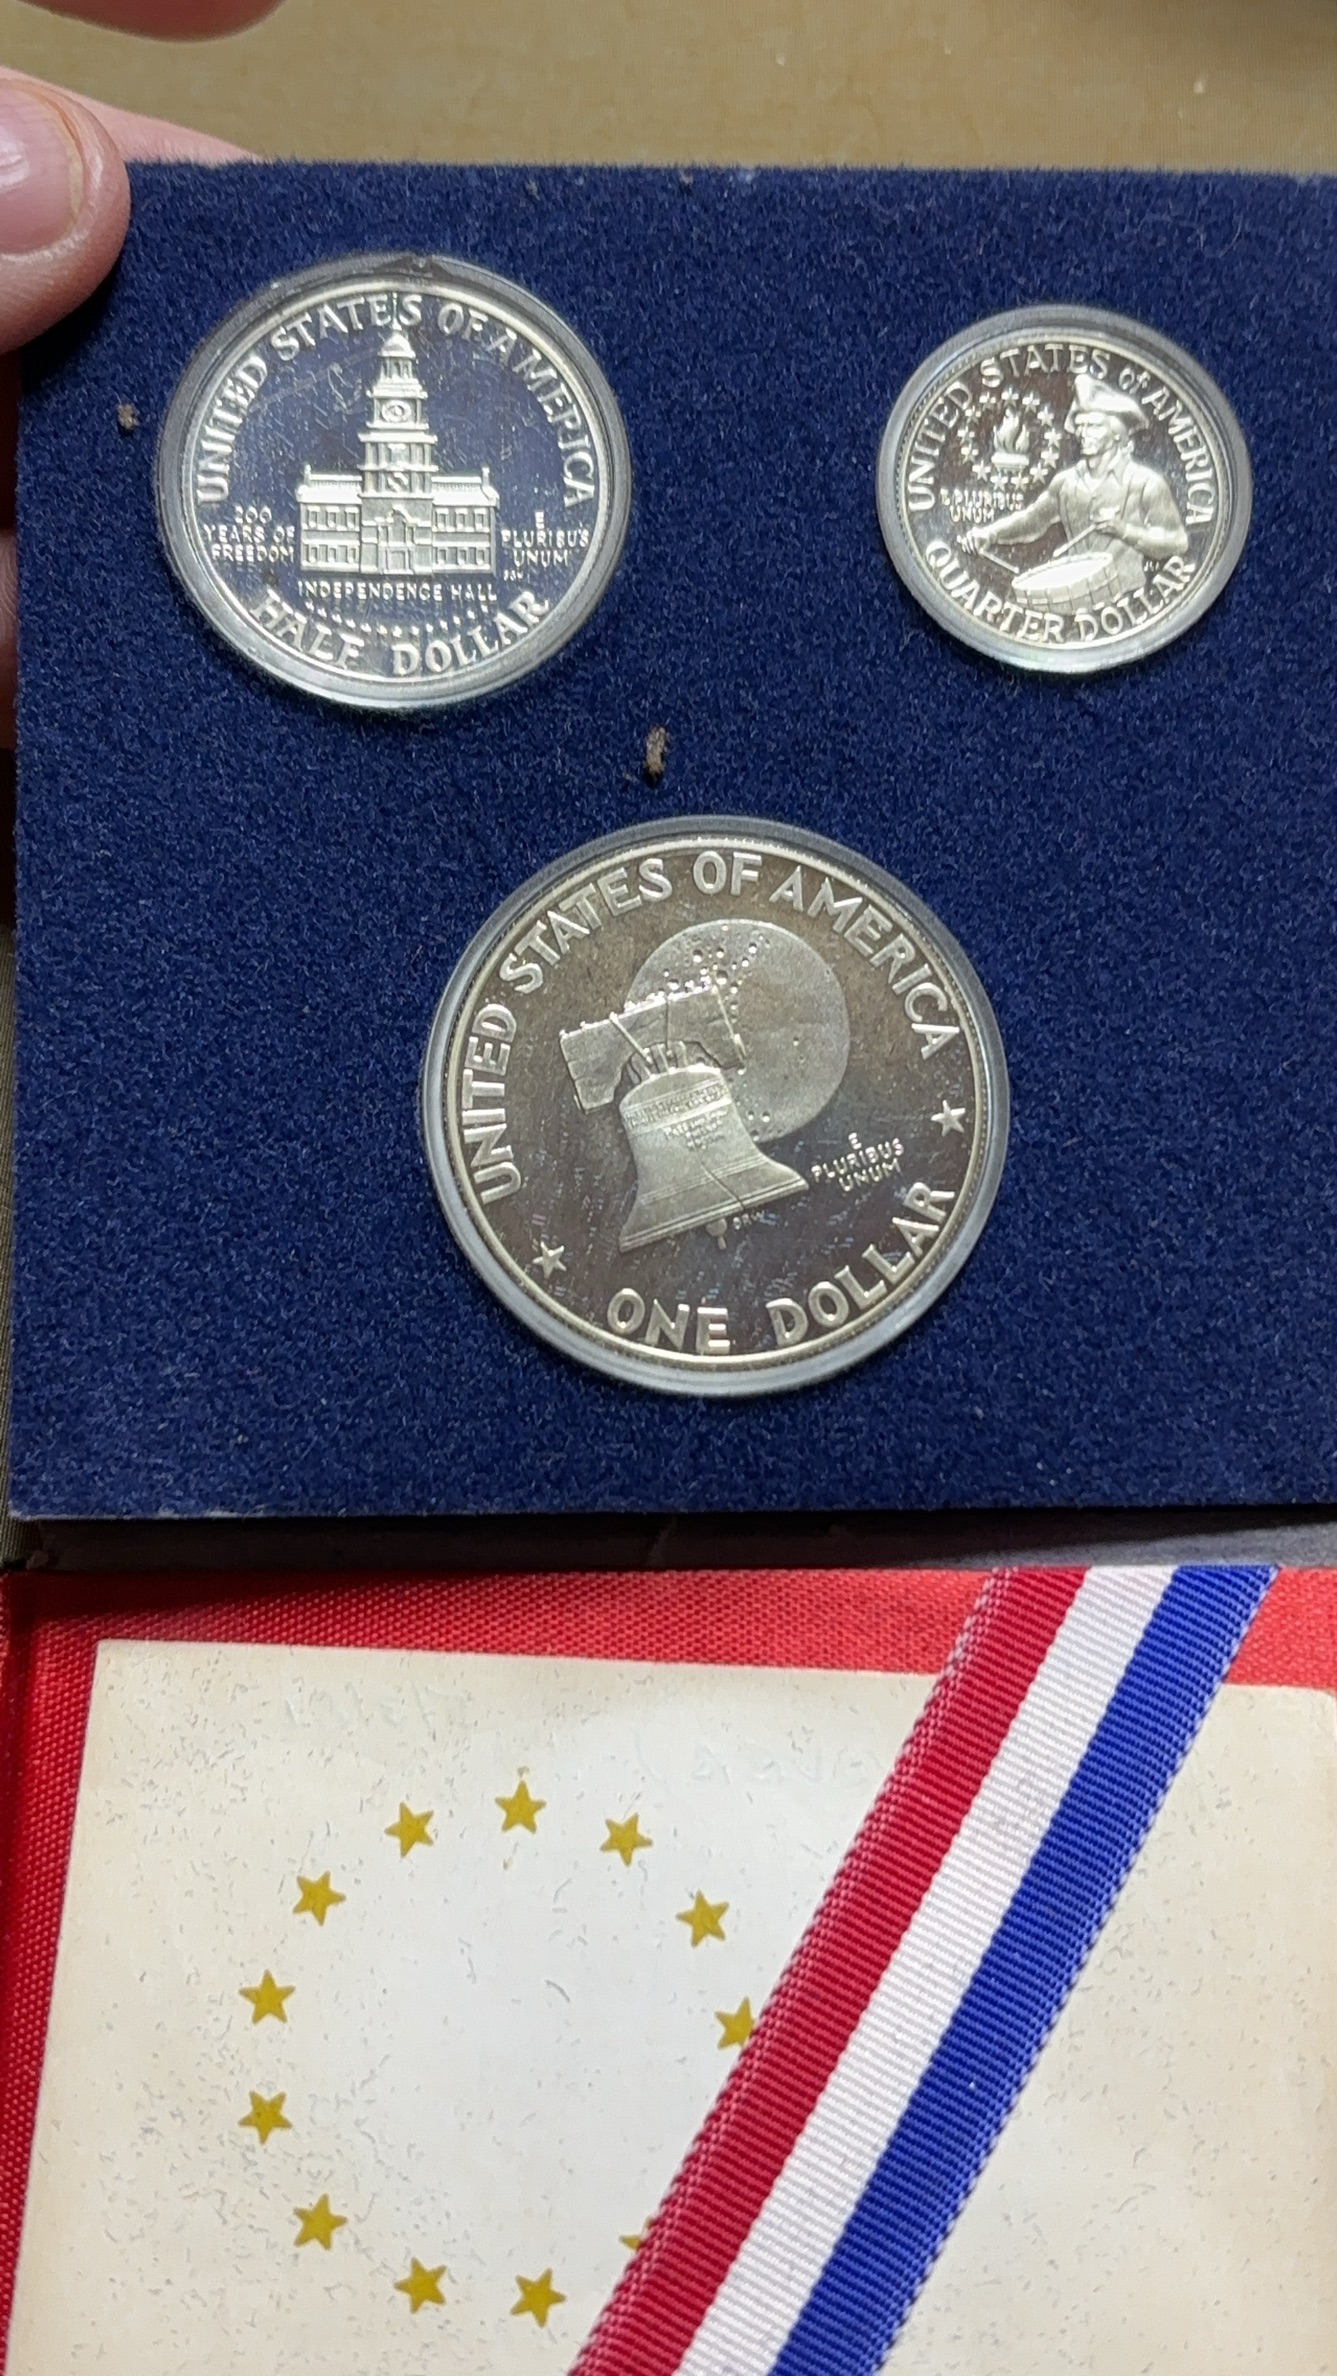 UNITED STATES OF AMERICA
200
YEARS OF
FREEDOM
E
PLURIBUS
UNUM
INDEPENDENCE HALL
HALF DOLLAR
UNITED STATES of AMERICA
E PLURIBUS
UNUM
QUARTER DOLLAR
UNITED STATES OF AMERICA
E
PLURIBUS
UNUM
ONE DOLLAR